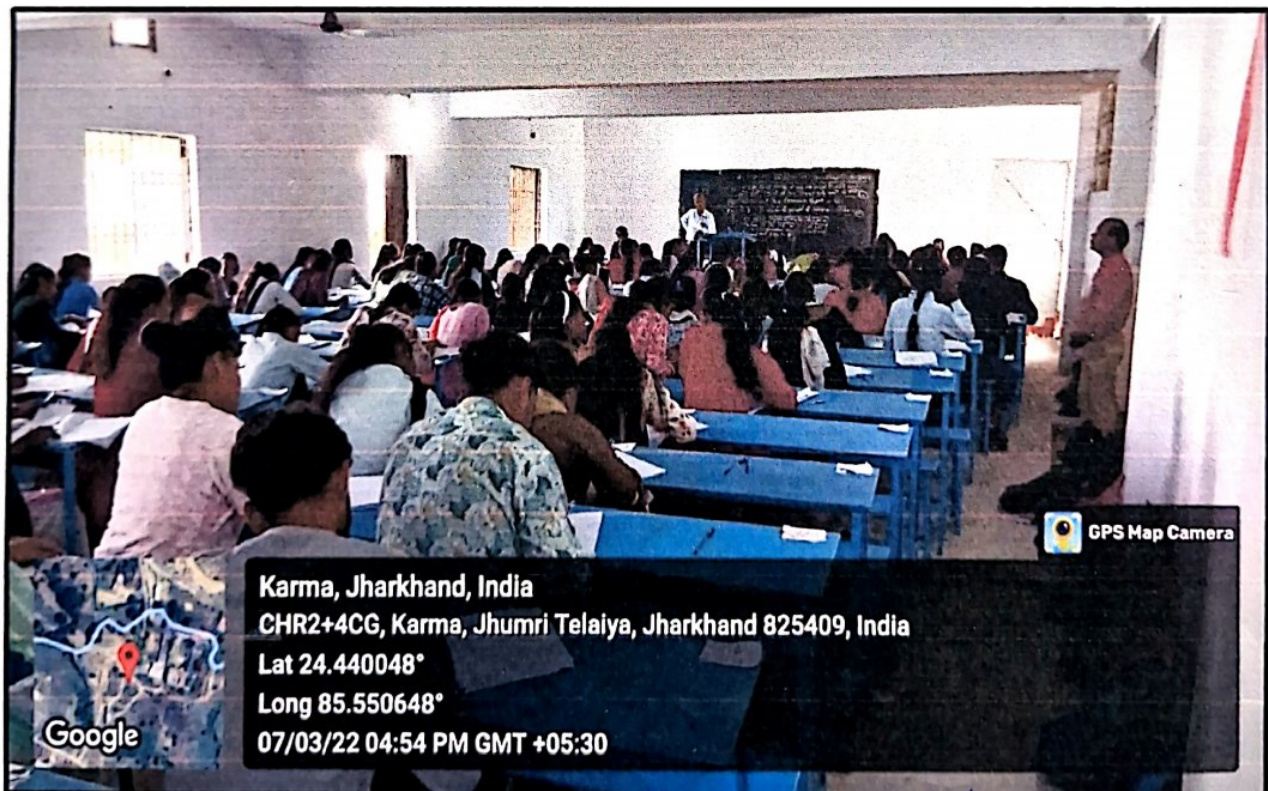 GPS Map Camera
Karma, Jharkhand, India
CHR2+4CG, Karma, Jhumri Telaiya, Jharkhand 825409, India
Lat 24.440048°
Long 85.550648°
07/03/22 04:54 PM GMT +05:30
Google